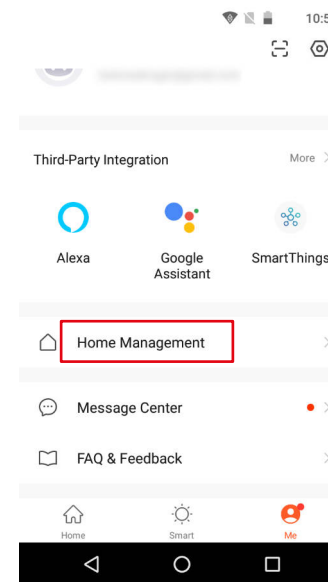 10:5
Third-Party Integration
More
Alexa
Google
Assistant
SmartThings
Home Management
Message Center
FAQ & Feedback
Home
Smart
Me